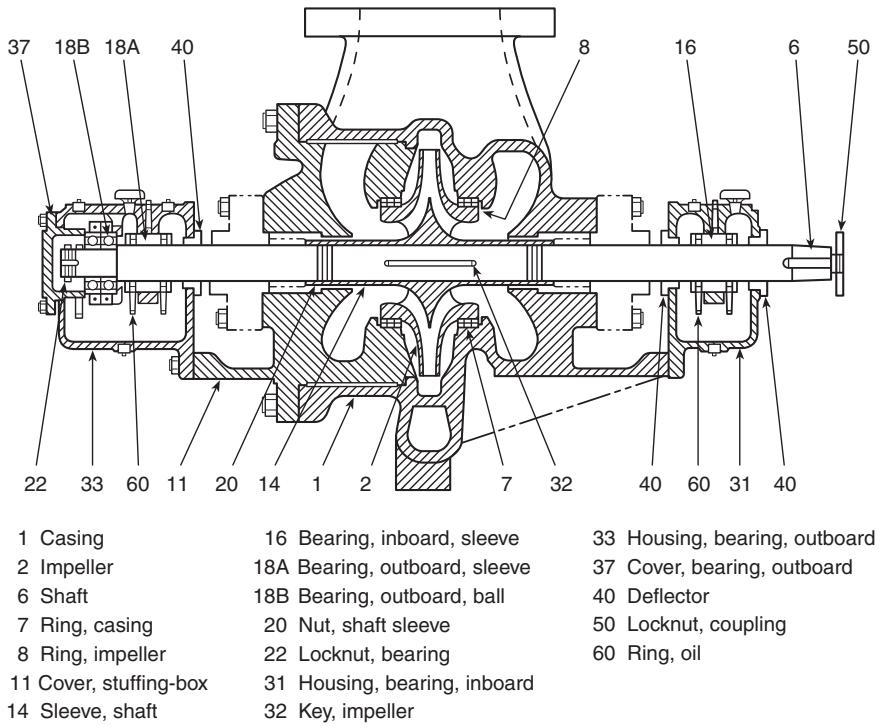 37 18B 18A 40 8 16 6 50
22 33 60 11 20 14 1 2 7 32 40 60 31 40
1 Casing
2 Impeller
6 Shaft
7 Ring, casing
8 Ring, impeller
11 Cover, stuffing-box
14 Sleeve, shaft
16 Bearing, inboard, sleeve
18A Bearing, outboard, sleeve
18B Bearing, outboard, ball
20 Nut, shaft sleeve
22 Locknut, bearing
31 Housing, bearing, inboard
32 Key, impeller
33 Housing, bearing, outboard
37 Cover, bearing, outboard
40 Deflector
50 Locknut, coupling
60 Ring, oil